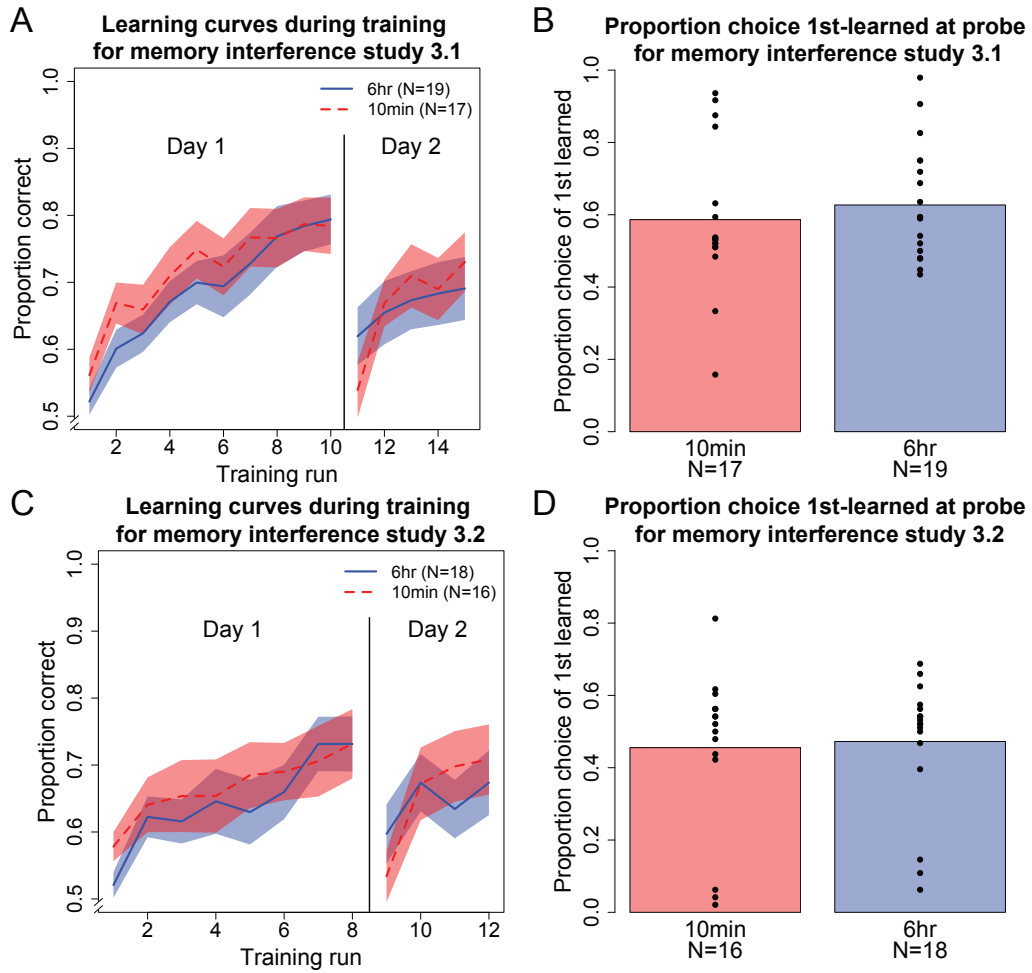 A
Learning curves during training
for memory interference study 3.1
Proportion correct
1.0
0.9
0.8
0.7
0.6
0.5
6hr (N=19)
10min (N=17)
Day 1
Day 2
2 4 6 8 10 12 14
Training run
B
Proportion choice 1st-learned at probe
for memory interference study 3.1
Proportion choice of 1st learned
1.0
0.8
0.6
0.4
0.2
0.0
10min
N=17
6hr
N=19
C
Learning curves during training
for memory interference study 3.2
Proportion correct
1.0
0.9
0.8
0.7
0.6
0.5
6hr (N=18)
10min (N=16)
Day 1
Day 2
2 4 6 8 10 12
Training run
D
Proportion choice 1st-learned at probe
for memory interference study 3.2
Proportion choice of 1st learned
1.0
0.8
0.6
0.4
0.2
0.0
10min
N=16
6hr
N=18